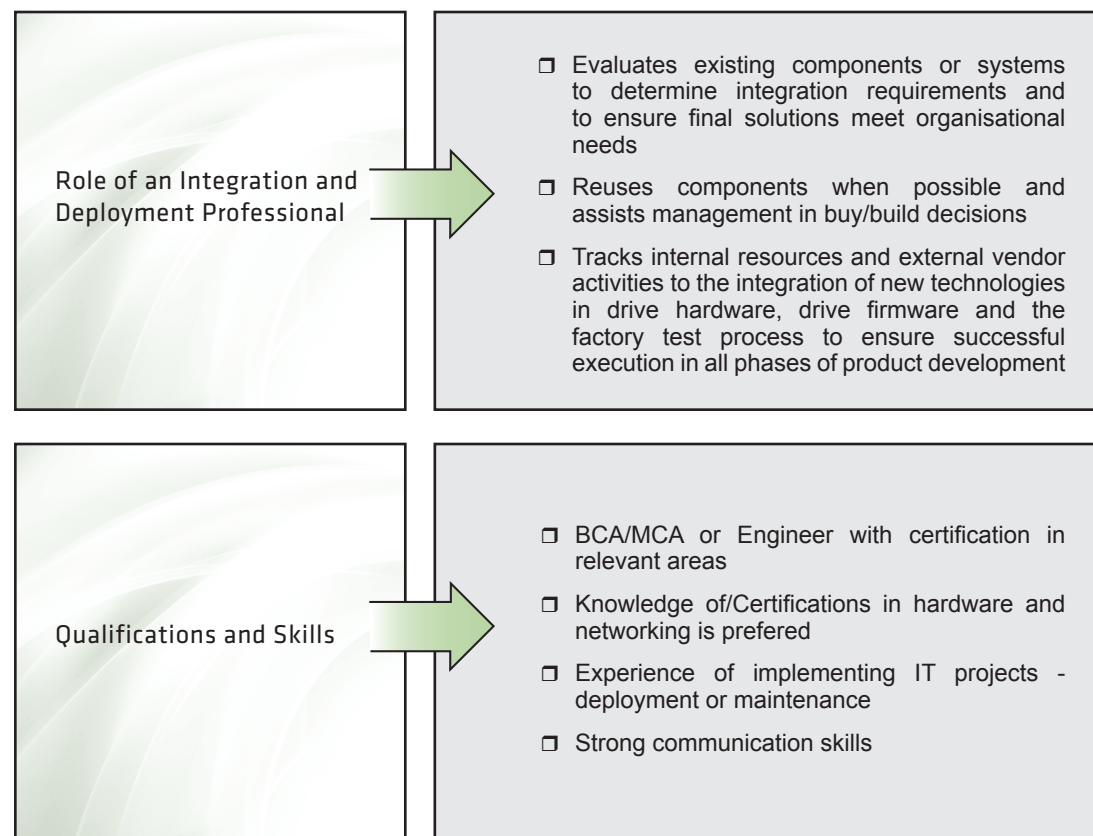 Role of an Integration and
Deployment Professional
❒ Evaluates existing components or systems
to determine integration requirements and
to ensure final solutions meet organisational
needs
❒ Reuses components when possible and
assists management in buy/build decisions
❒ Tracks internal resources and external vendor
activities to the integration of new technologies
in drive hardware, drive firmware and the
factory test process to ensure successful
execution in all phases of product development
Qualifications and Skills
❒ BCA/MCA or Engineer with certification in
relevant areas
❒ Knowledge of/Certifications in hardware and
networking is prefered
❒ Experience of implementing IT projects -
deployment or maintenance
❒ Strong communication skills